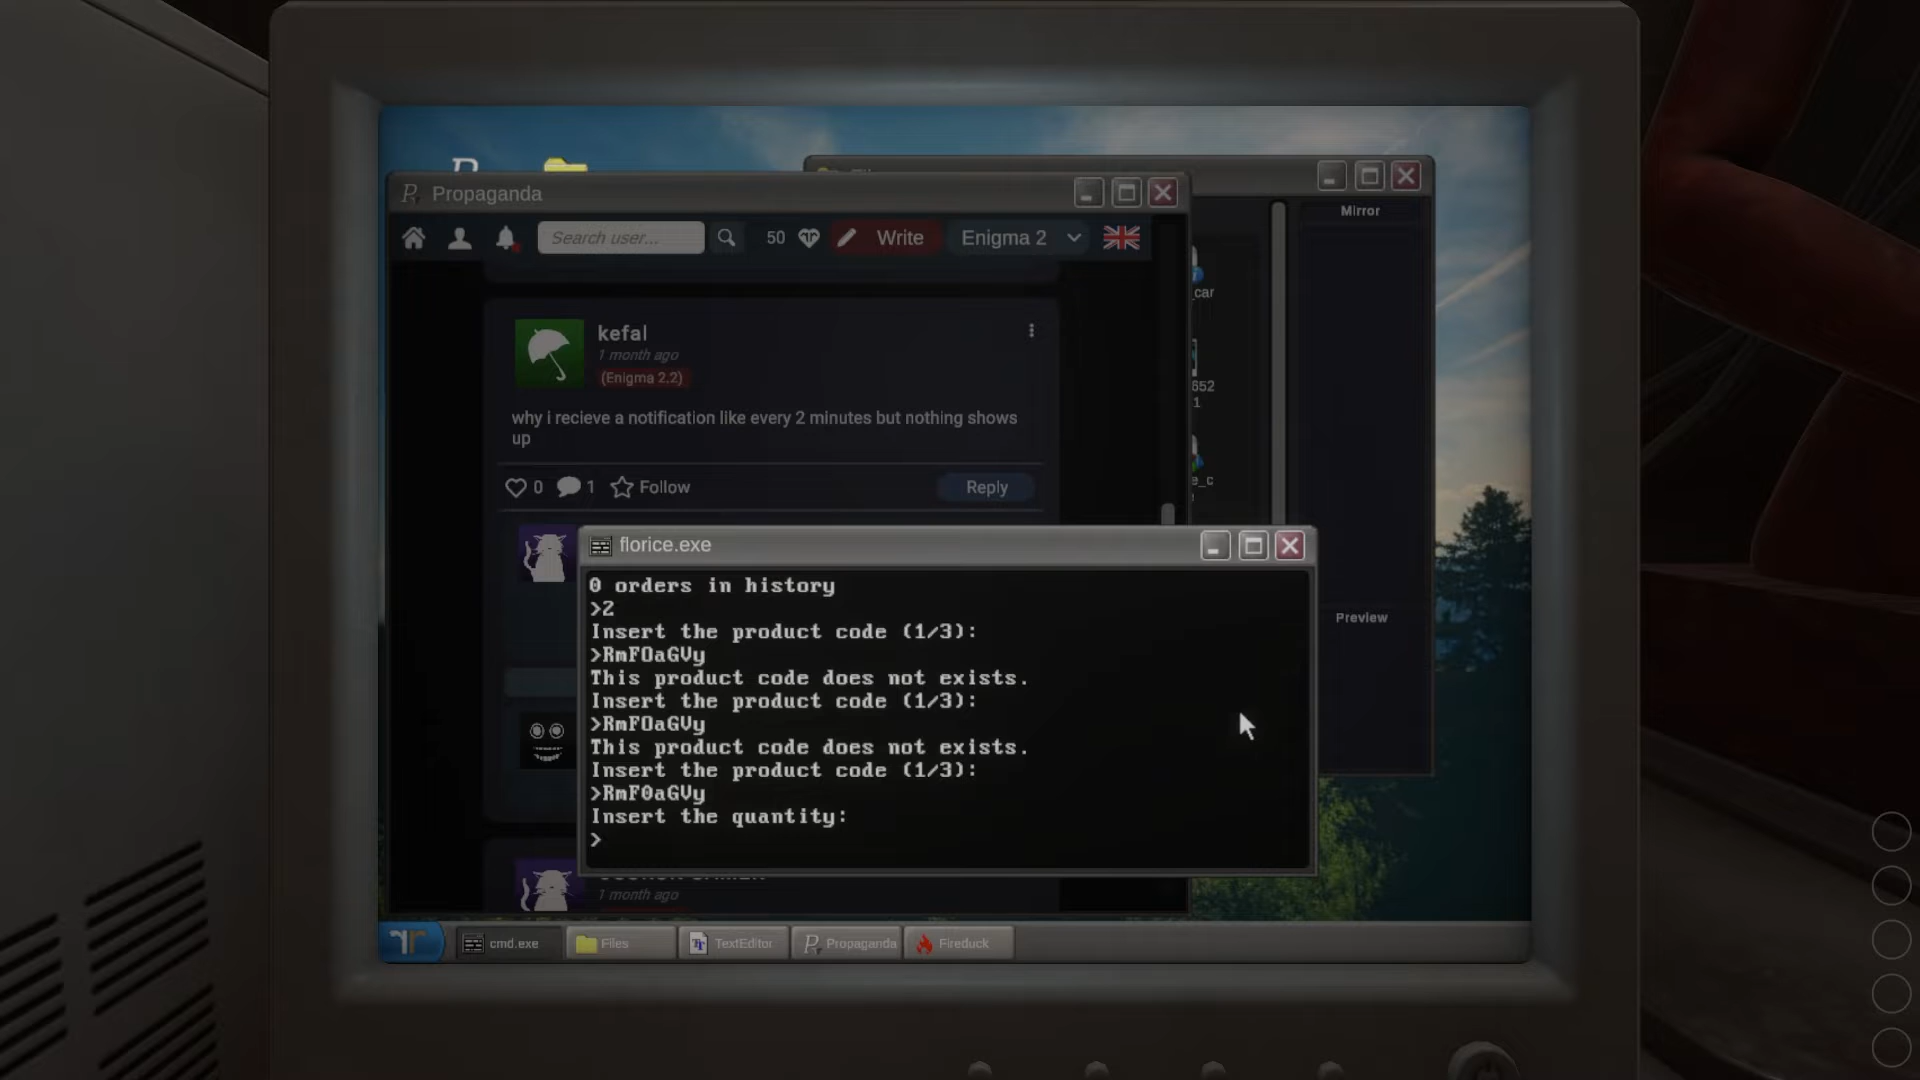 Propaganda
Search user...
50
Write
Enigma 2
Mirror
_car
kefal
1 month ago
(Enigma 2.2)
why i recieve a notification like every 2 minutes but nothing shows
up
0
1
Follow
Reply
652
1
e_c
florice.exe
0 orders in history
>2
Insert the product code (1/3):
>RmFOaGVy
This product code does not exists.
Insert the product code (1/3):
>RmFOaGVy
This product code does not exists.
Insert the product code (1/3):
>RmF0aGVy
Insert the quantity:
>
Preview
1 month ago
cmd.exe
Files
TextEditor
Propaganda
Fireduck